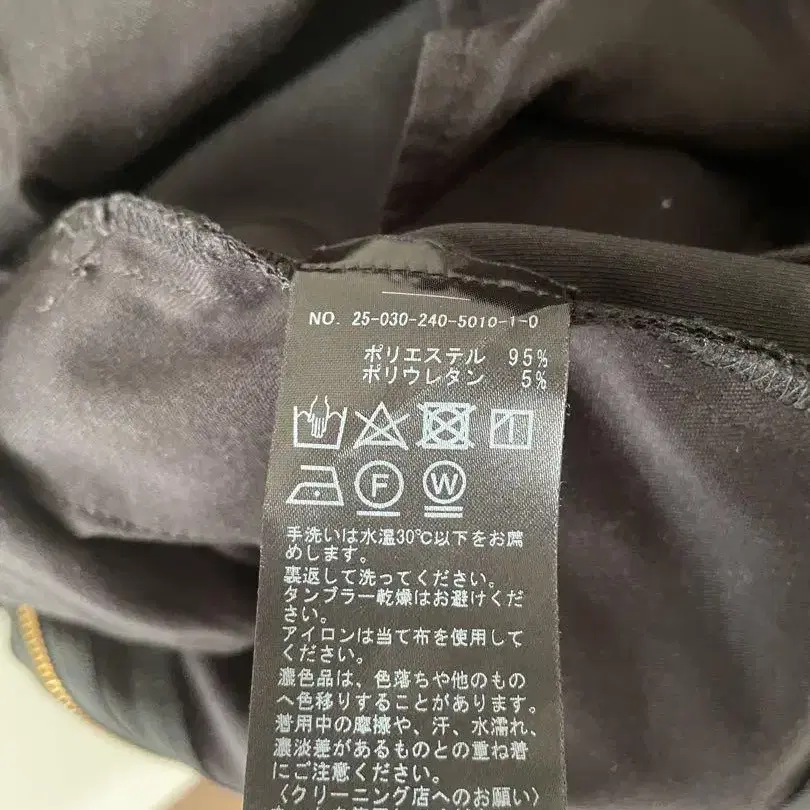 NO. 25-030-240-5010-1-0
ポリエステル 95%
ポリウレタン 5%
F W
手洗いは水温30℃以下をお薦
めします。
裏返して洗ってください。
タンブラー乾燥はお避けくだ
さい。
アイロンは当て布を使用して
ください。
濃色品は、色落ちや他のもの
へ色移りすることがあります。
着用中の摩擦や、汗、水濡れ、
濃淡差があるものとの重ね着
にご注意ください。
〈クリーニング店へのお願い〉